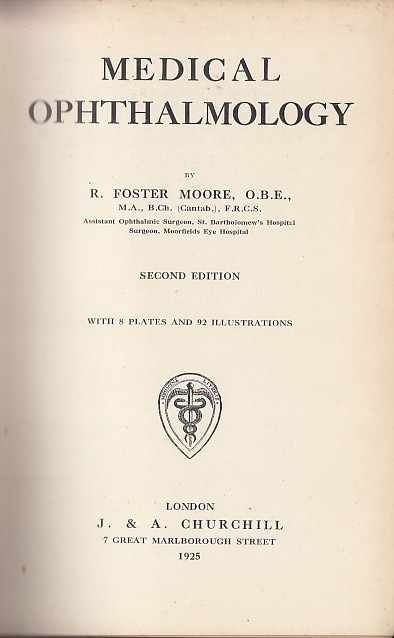 MEDICAL
OPHTHALMOLOGY
BY
R. FOSTER MOORE, O.B.E.,
M.A., B.Ch. (Cantab.), F.R.C.S.
Assistant Ophthalmic Surgeon, St. Bartholomew's Hospital
Surgeon, Moorfields Eye Hospital
SECOND EDITION
WITH 8 PLATES AND 92 ILLUSTRATIONS
LONDON
J. & A. CHURCHILL
7 GREAT MARLBOROUGH STREET
1925